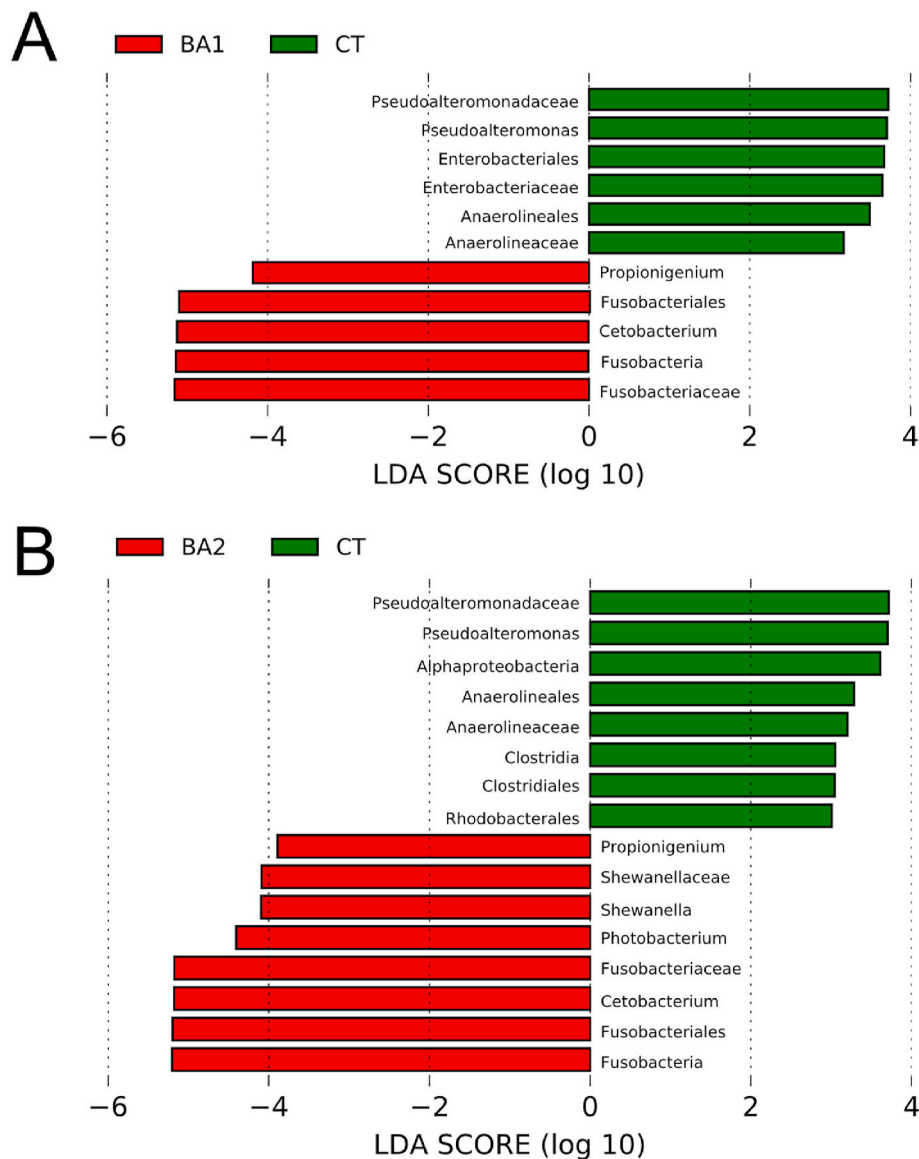 A
BA1 CT
Pseudoalteromonadaceae
Pseudoalteromonas
Enterobacteriales
Enterobacteriaceae
Anaerolineales
Anaerolineaceae
Propionigenium
Fusobacteriales
Cetobacterium
Fusobacteria
Fusobacteriaceae
−6 −4 −2 0 2 4
LDA SCORE (log 10)
B
BA2 CT
Pseudoalteromonadaceae
Pseudoalteromonas
Alphaproteobacteria
Anaerolineales
Anaerolineaceae
Clostridia
Clostridiales
Rhodobacterales
Propionigenium
Shewanellaceae
Shewanella
Photobacterium
Fusobacteriaceae
Cetobacterium
Fusobacteriales
Fusobacteria
−6 −4 −2 0 2 4
LDA SCORE (log 10)